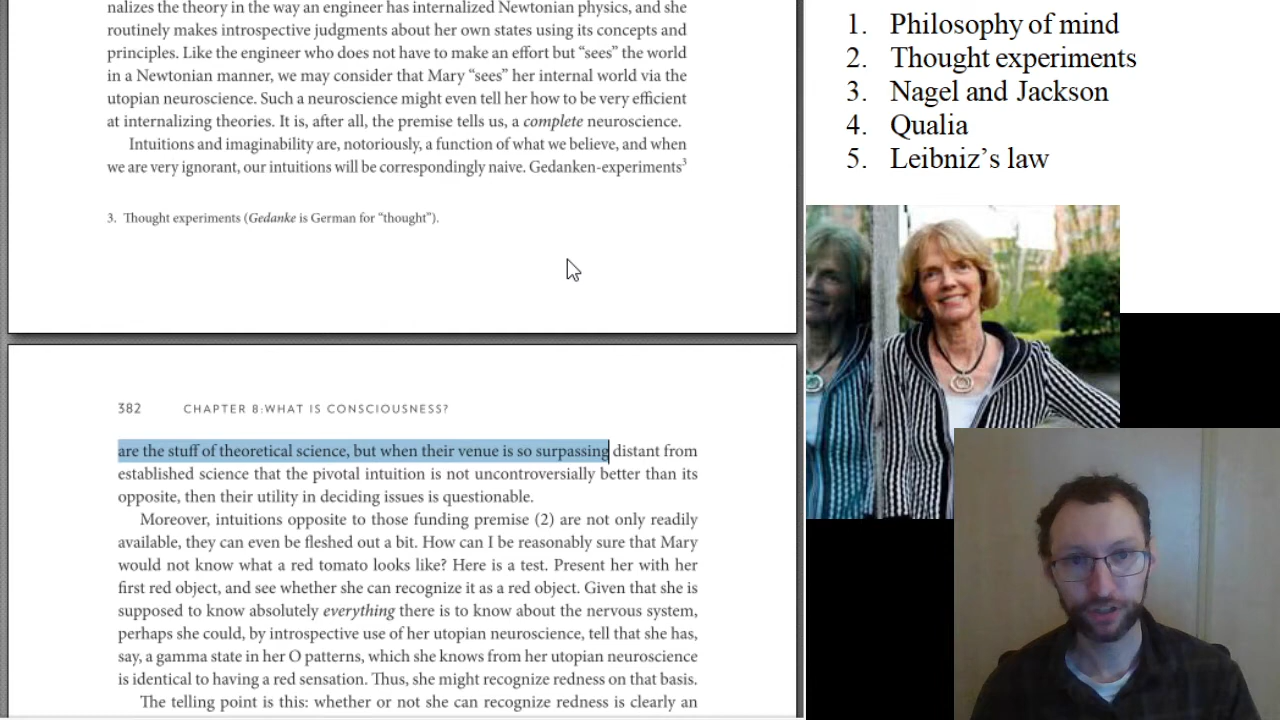 nalizes the theory in the way an engineer has internalized Newtonian physics, and she
routinely makes introspective judgments about her own states using its concepts and
principles. Like the engineer who does not have to make an effort but “sees” the world
in a Newtonian manner, we may consider that Mary “sees” her internal world via the
utopian neuroscience. Such a neuroscience might even tell her how to be very efficient
at internalizing theories. It is, after all, the premise tells us, a complete neuroscience.
Intuitions and imaginability are, notoriously, a function of what we believe, and when
we are very ignorant, our intuitions will be correspondingly naive. Gedanken-experiments3
3. Thought experiments (Gedanke is German for “thought”).
382 CHAPTER 8:WHAT IS CONSCIOUSNESS?
are the stuff of theoretical science, but when their venue is so surpassing distant from
established science that the pivotal intuition is not uncontroversially better than its
opposite, then their utility in deciding issues is questionable.
Moreover, intuitions opposite to those funding premise (2) are not only readily
available, they can even be fleshed out a bit. How can I be reasonably sure that Mary
would not know what a red tomato looks like? Here is a test. Present her with her
first red object, and see whether she can recognize it as a red object. Given that she is
supposed to know absolutely everything there is to know about the nervous system,
perhaps she could, by introspective use of her utopian neuroscience, tell that she has,
say, a gamma state in her O patterns, which she knows from her utopian neuroscience
is identical to having a red sensation. Thus, she might recognize redness on that basis.
The telling point is this: whether or not she can recognize redness is clearly an
1. Philosophy of mind
2. Thought experiments
3. Nagel and Jackson
4. Qualia
5. Leibniz’s law